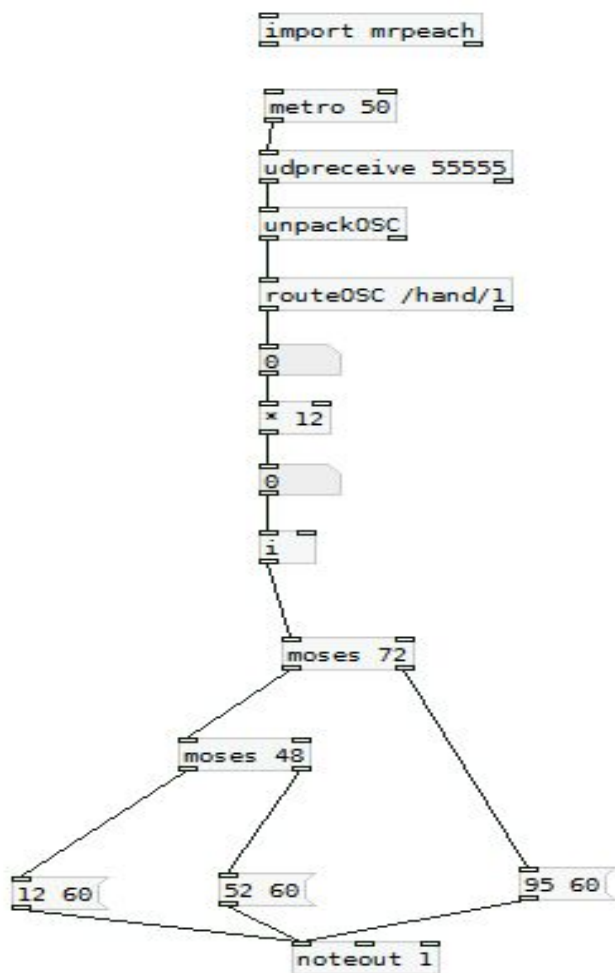 import mrpeach
metro 50
udpreceive 55555
unpackOSC
routeOSC /hand/1
0
* 12
0
i
moses 72
moses 48
12 60
52 60
95 60
noteout 1